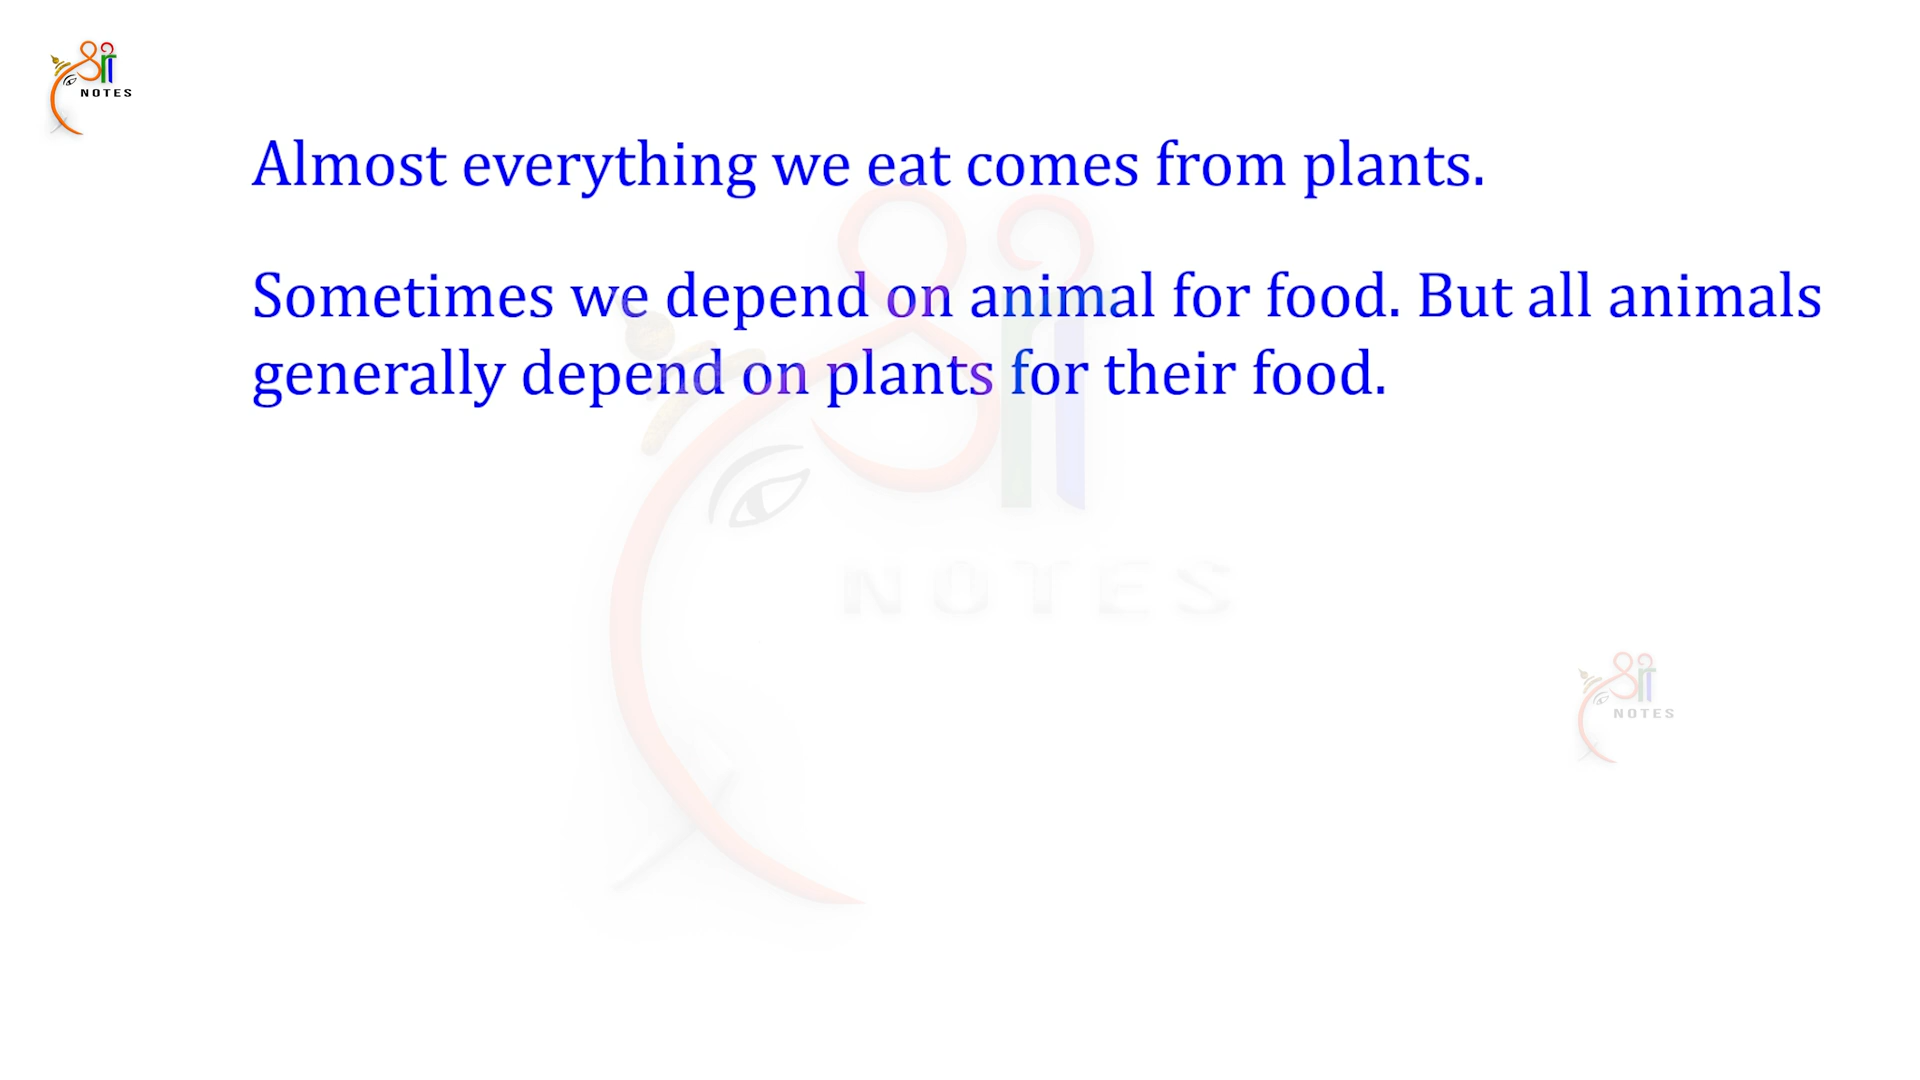 श्री
NOTES
Almost everything we eat comes from plants.
Sometimes we depend on animal for food. But all animals
generally depend on plants for their food.
श्री
NOTES
श्री
NOTES